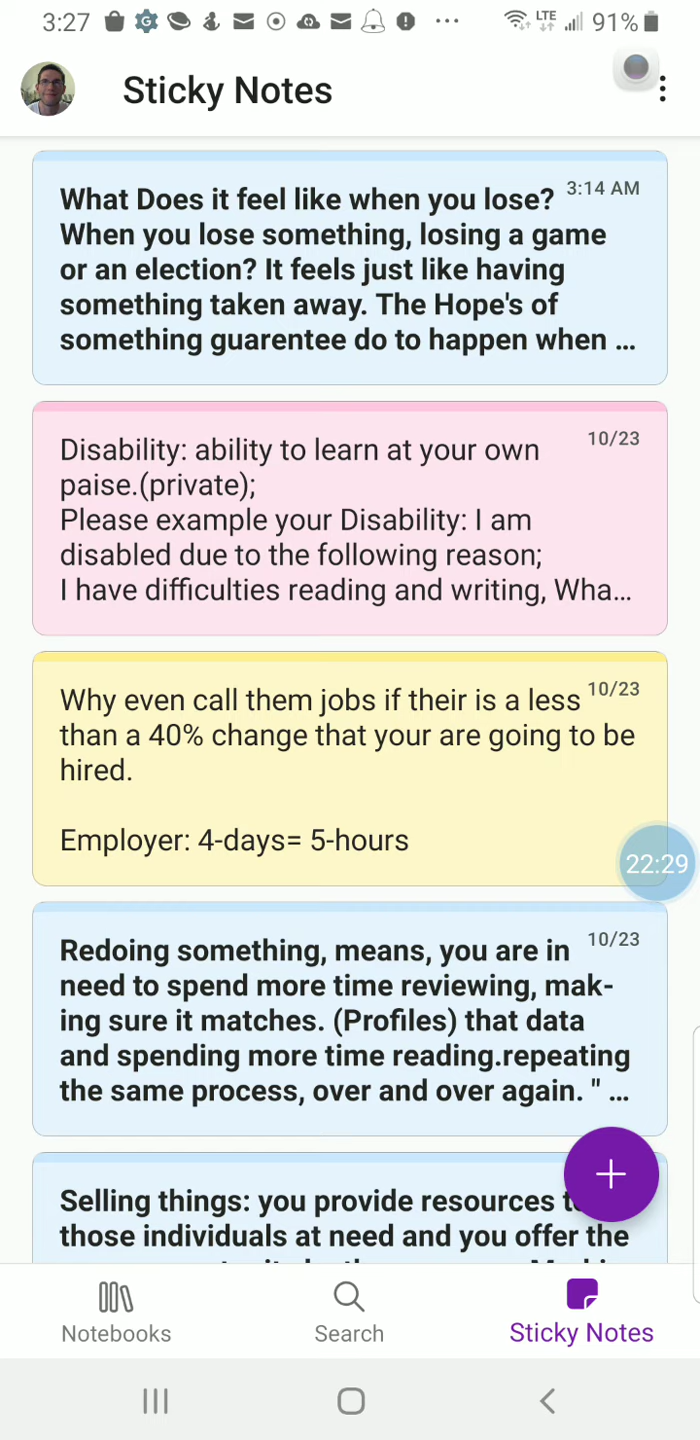 3:27
LTE
91%
Sticky Notes
3:14 AM
What Does it feel like when you lose?
When you lose something, losing a game
or an election? It feels just like having
something taken away. The Hope's of
something guarentee do to happen when ...
10/23
Disability: ability to learn at your own
paise.(private);
Please example your Disability: I am
disabled due to the following reason;
I have difficulties reading and writing, Wha...
10/23
Why even call them jobs if their is a less
than a 40% change that your are going to be
hired.
Employer: 4-days= 5-hours
22:29
10/23
Redoing something, means, you are in
need to spend more time reviewing, mak-
ing sure it matches. (Profiles) that data
and spending more time reading.repeating
the same process, over and over again. " ...
Selling things: you provide resources
those individuals at need and you offer the
Notebooks
Search
Sticky Notes